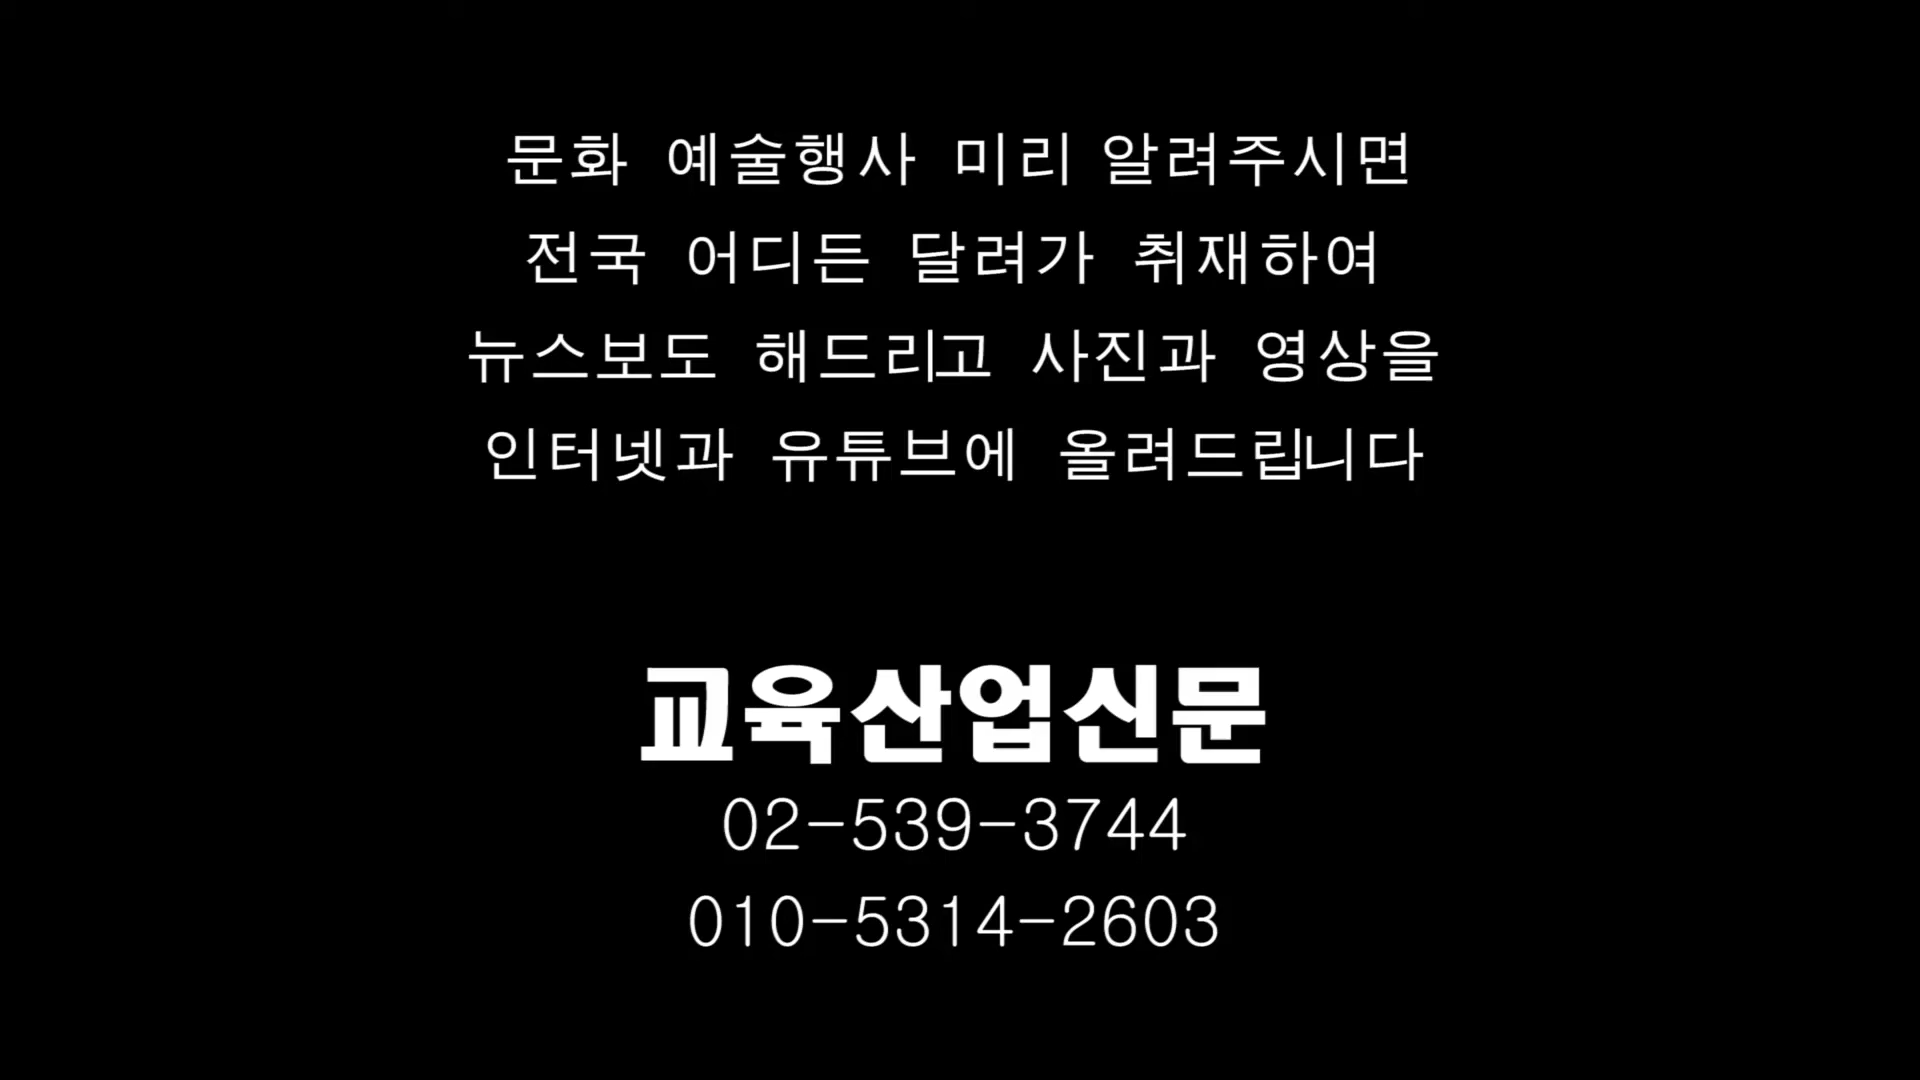 문화 예술행사 미리 알려주시면
전국 어디든 달려가 취재하여
뉴스보도 해드리고 사진과 영상을
인터넷과 유튜브에 올려드립니다
교육산업신문
02-539-3744
010-5314-2603